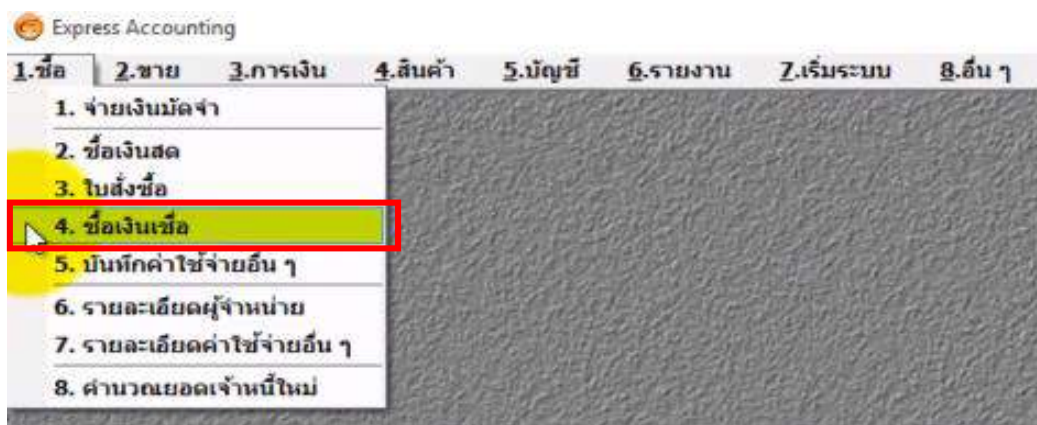 Express Accounting
1.ซื้อ 2.ขาย 3.การเงิน 4.สินค้า 5.บัญชี 6.รายงาน 7.เริ่มระบบ 8.อื่น ๆ
1. จ่ายเงินมัดจำ
2. ซื้อเงินสด
3. ใบสั่งซื้อ
4. ซื้อเงินเชื่อ
5. บันทึกค่าใช้จ่ายอื่น ๆ
6. รายละเอียดผู้จำหน่าย
7. รายละเอียดค่าใช้จ่ายอื่น ๆ
8. คำนวณยอดเจ้าหนี้ใหม่